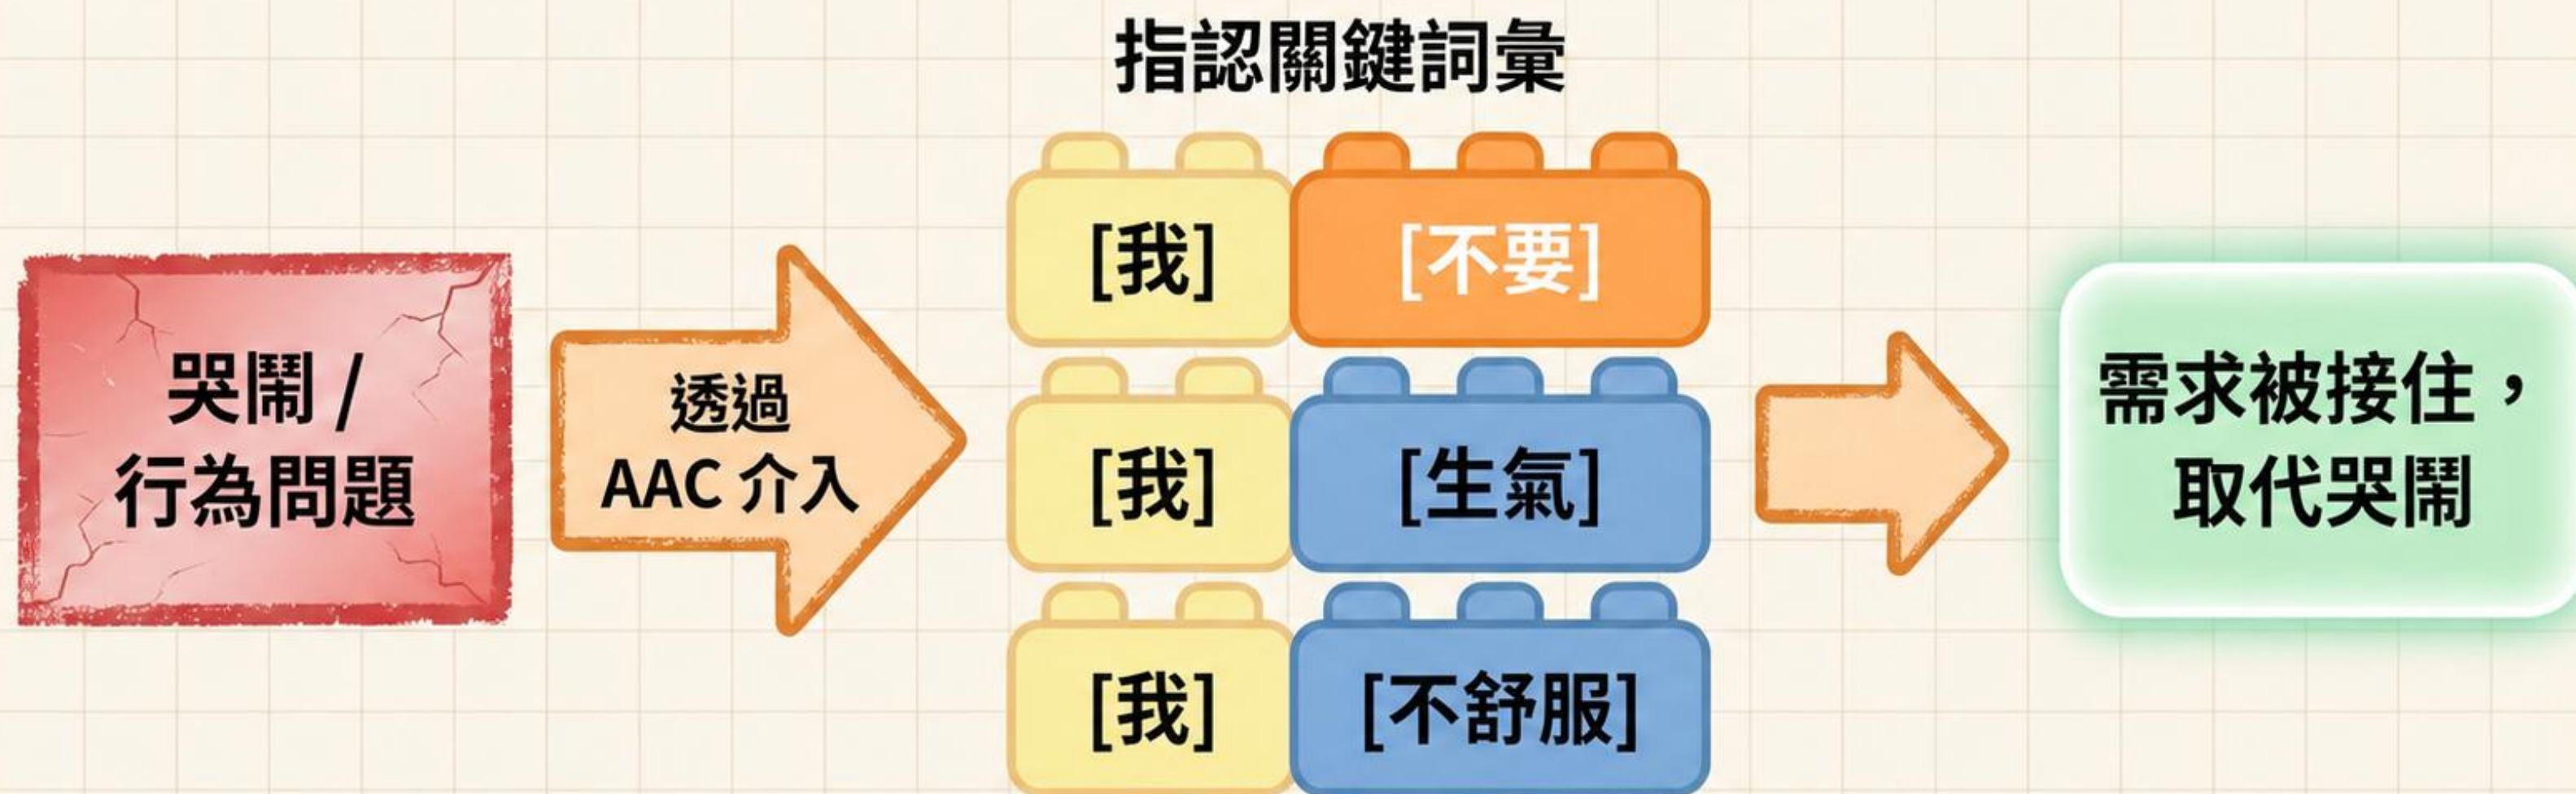 指認關鍵詞彙
哭鬧 /
行為問題
透過
AAC 介入
[我] [不要]
[我] [生氣]
[我] [不舒服]
需求被接住，
取代哭鬧